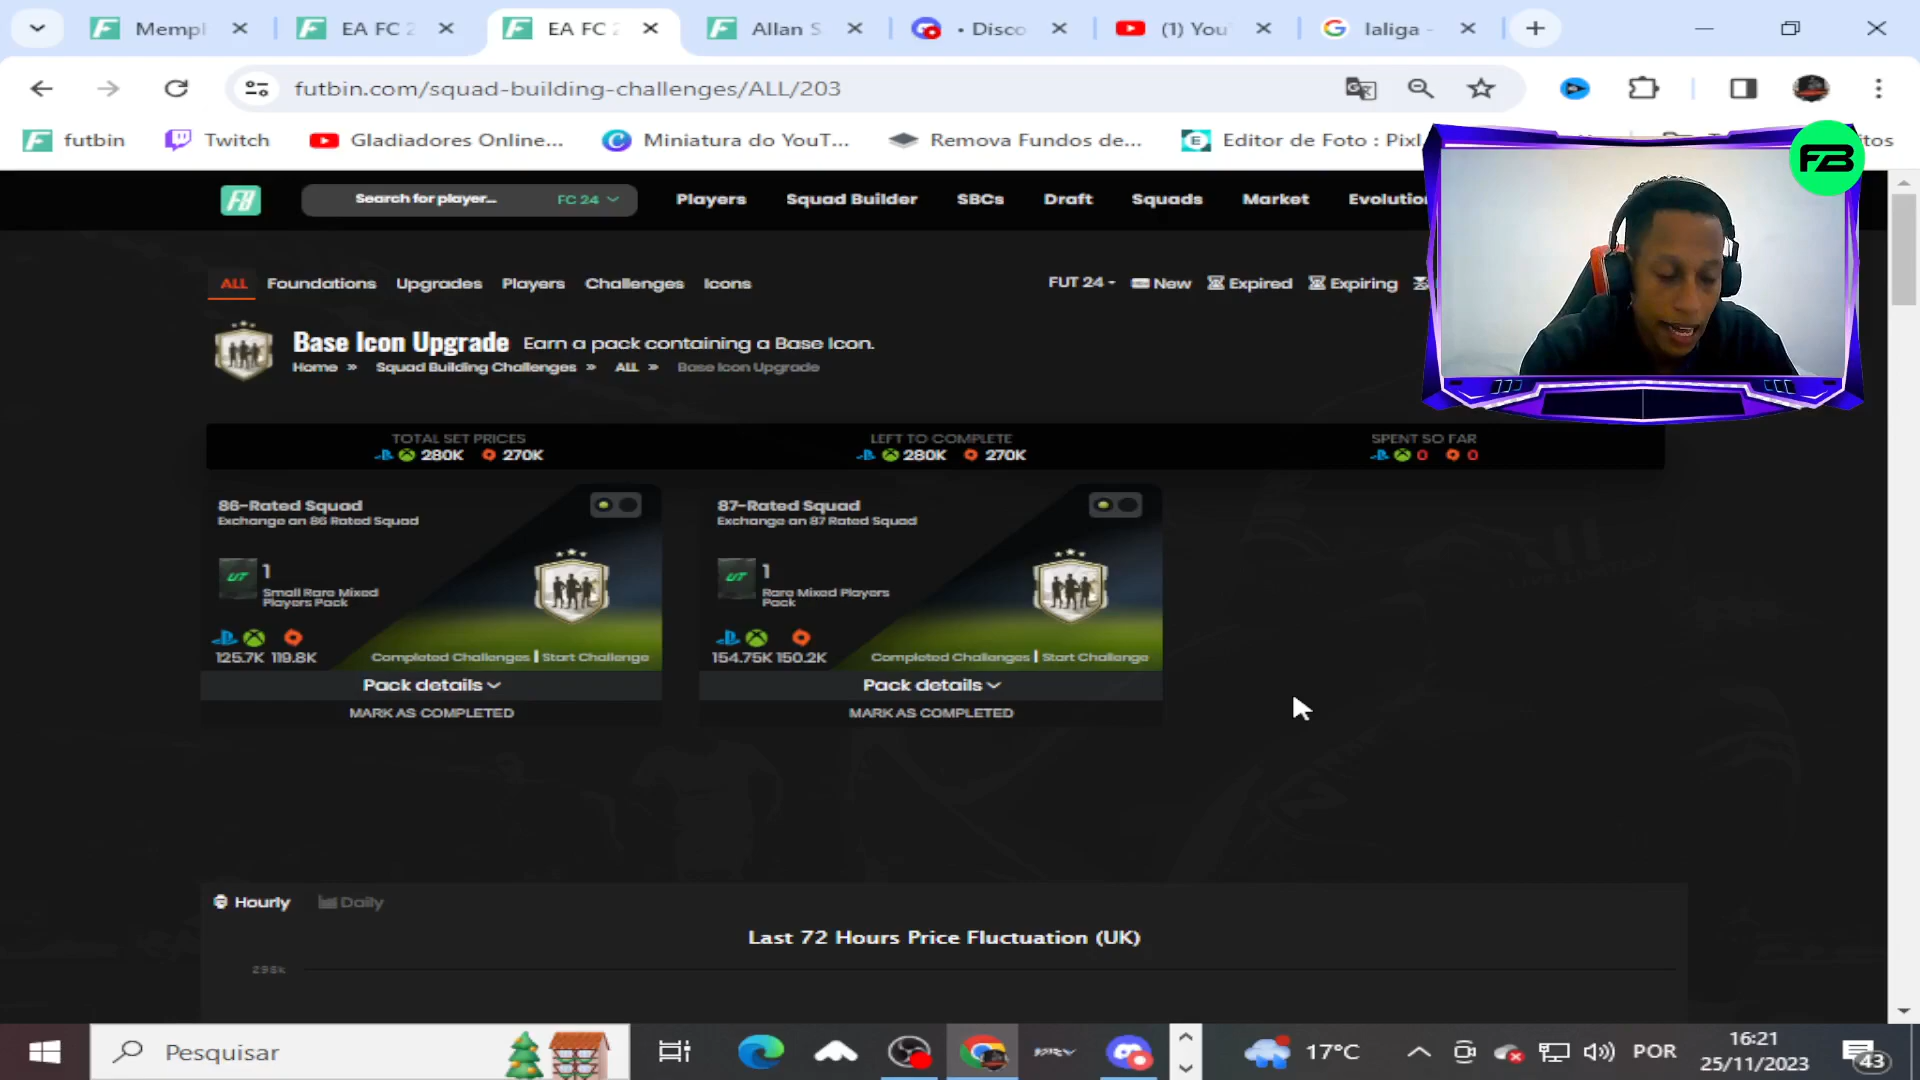 Mempl
EA FC 2
EA FC 2
Allan S
• Disco
(1) You
laliga -
futbin.com/squad-building-challenges/ALL/203
futbin
Twitch
Gladiadores Online...
Miniatura do YouT...
Remova Fundos de...
Editor de Foto : Pixl
tos
FB
Search for player...
FC 24
Players
Squad Builder
SBCs
Draft
Squads
Market
Evolution
ALL
Foundations
Upgrades
Players
Challenges
Icons
FUT 24
New
Expired
Expiring
Base Icon Upgrade
Earn a pack containing a Base Icon.
Home » Squad Building Challenges » ALL » Base Icon Upgrade
TOTAL SET PRICES
280K 270K
LEFT TO COMPLETE
280K 270K
SPENT SO FAR
0 0
86-Rated Squad
Exchange an 86 Rated Squad
UT
1
Small Rare Mixed
Players Pack
125.7K 119.8K
Completed Challenges | Start Challenge
Pack details
MARK AS COMPLETED
87-Rated Squad
Exchange an 87 Rated Squad
UT
1
Rare Mixed Players
Pack
154.75K 150.2K
Completed Challenges | Start Challenge
Pack details
MARK AS COMPLETED
Hourly
Daily
Last 72 Hours Price Fluctuation (UK)
298k
Pesquisar
17°C
POR
16:21
25/11/2023
43